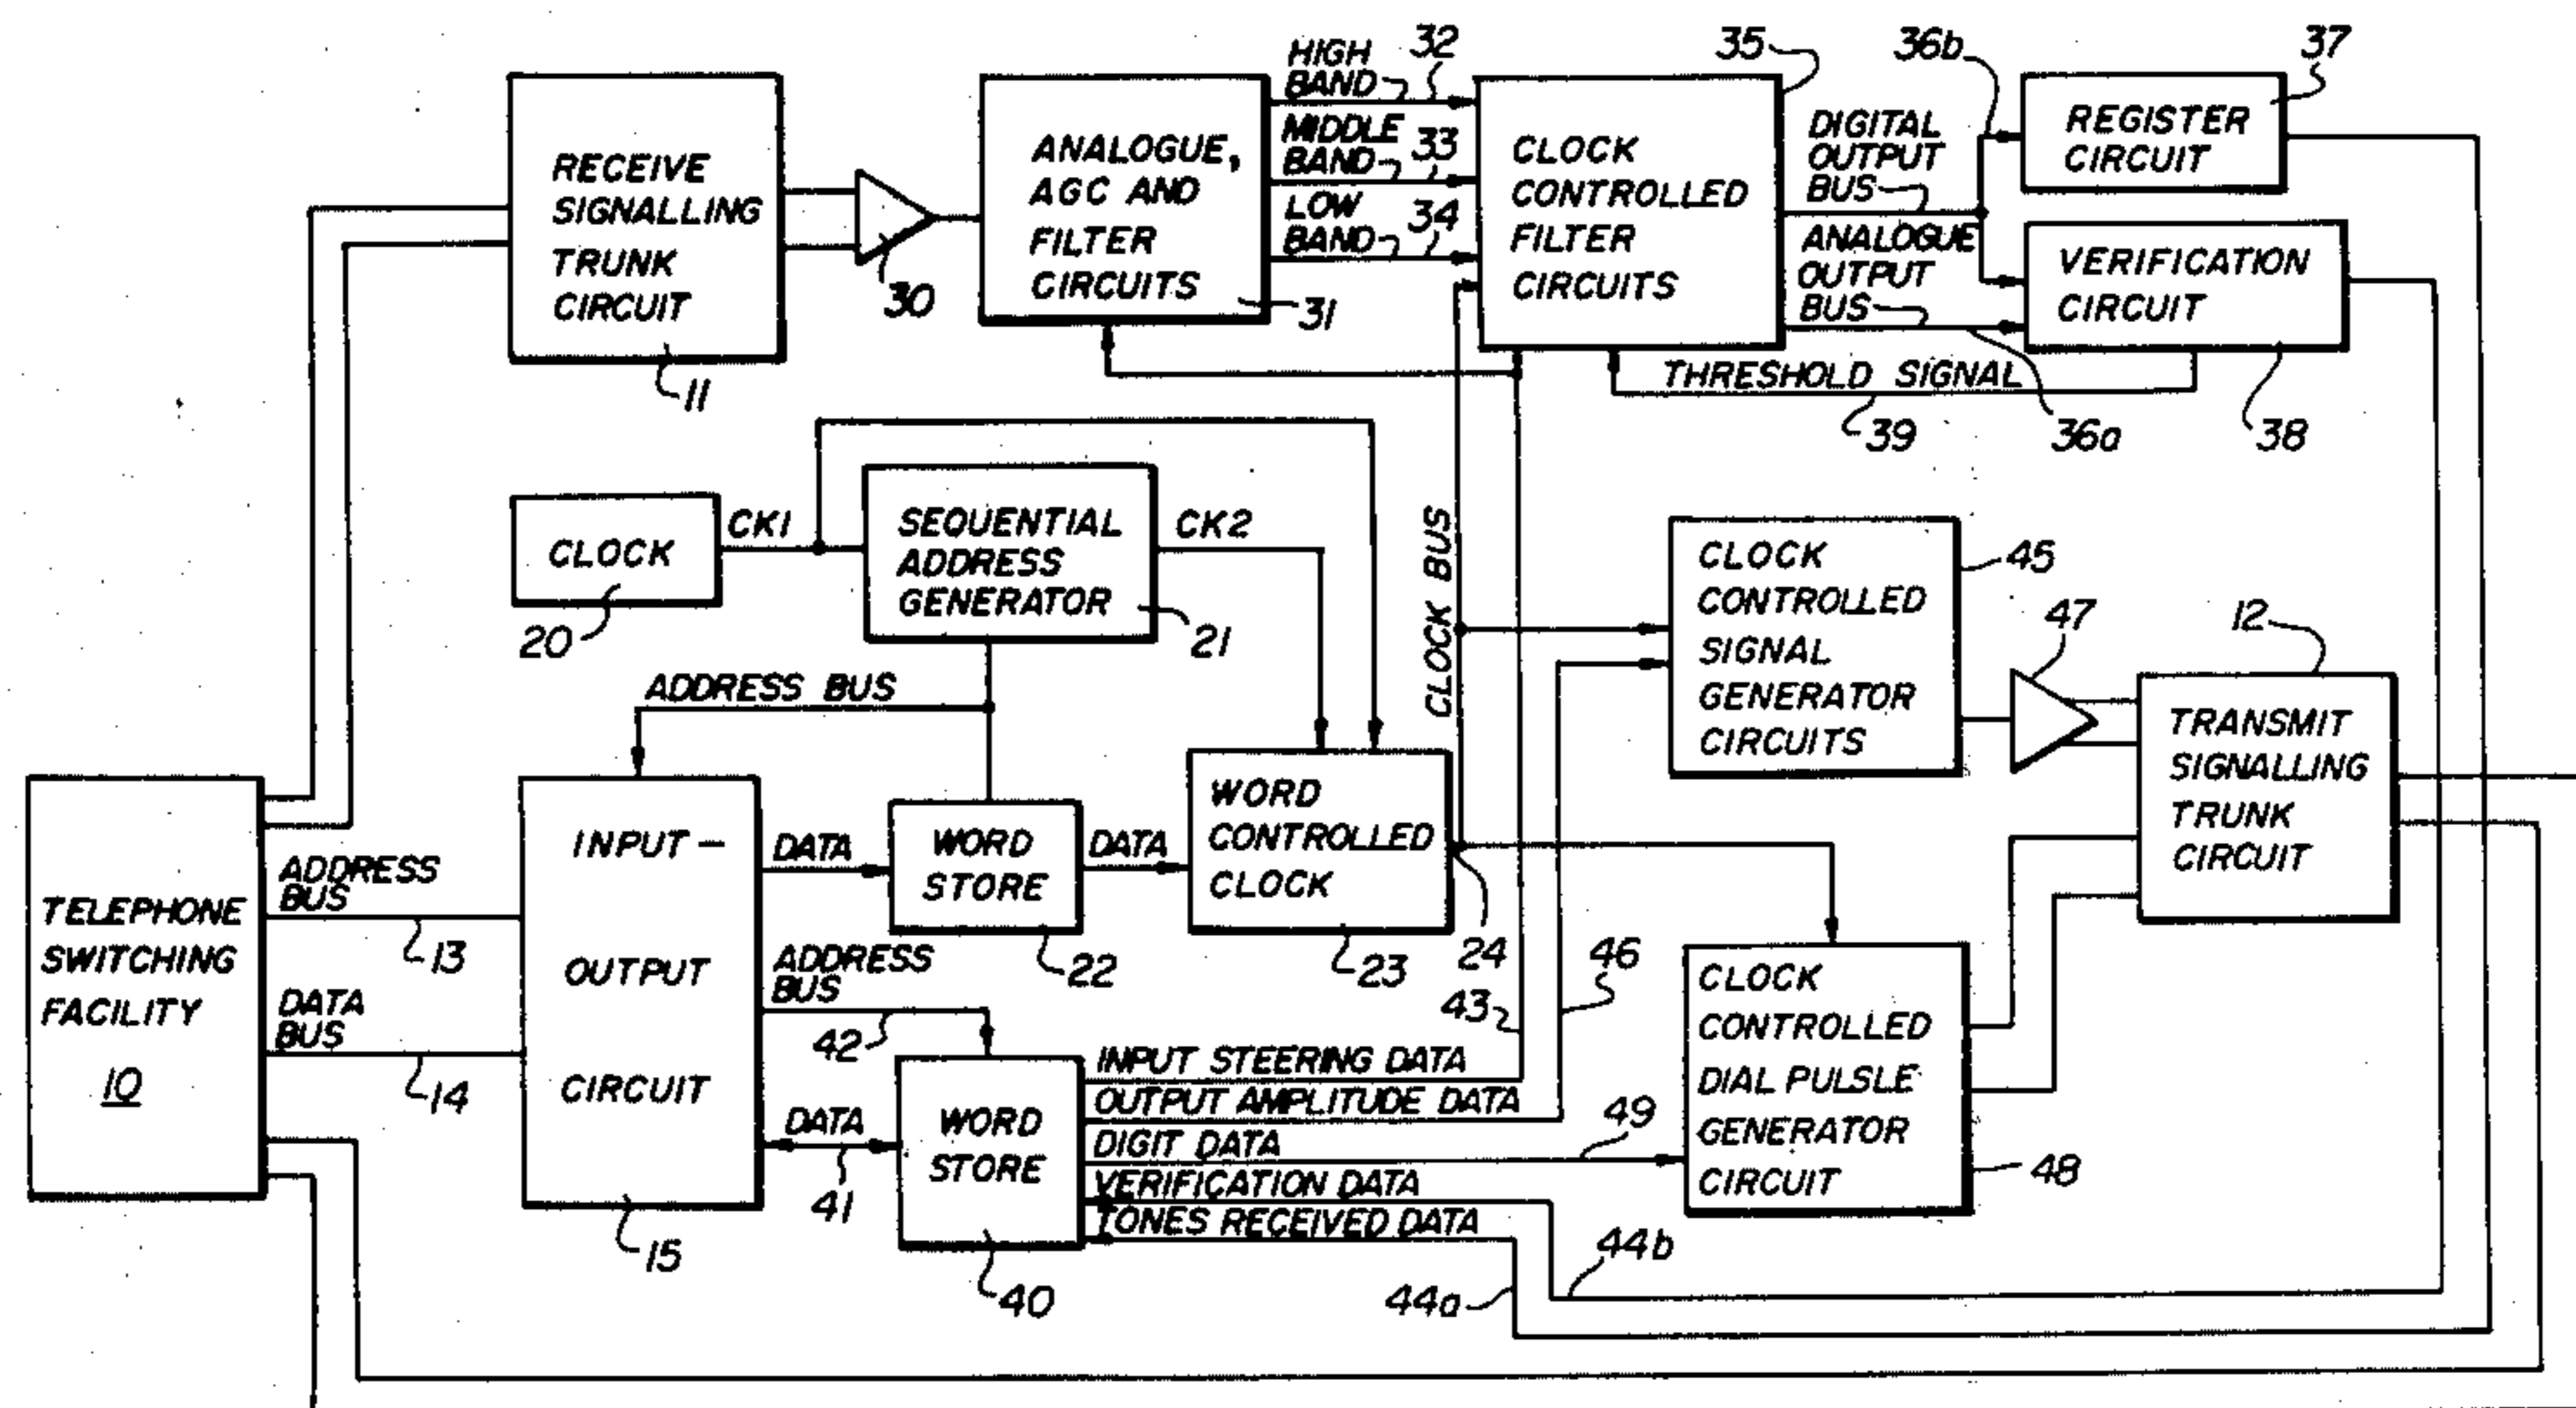 HIGH
BAND
32
MIDDLE
BAND
33
LOW
BAND
34
35
36b
37
RECEIVE
SIGNALLING
TRUNK
CIRCUIT
11
30
ANALOGUE,
AGC AND
FILTER
CIRCUITS
31
CLOCK
CONTROLLED
FILTER
CIRCUITS
DIGITAL
OUTPUT
BUS
ANALOGUE
OUTPUT
BUS
REGISTER
CIRCUIT
VERIFICATION
CIRCUIT
THRESHOLD SIGNAL
39
36a
38
CLOCK
20
CK1
SEQUENTIAL
ADDRESS
GENERATOR
21
CK2
CLOCK BUS
CLOCK
CONTROLLED
SIGNAL
GENERATOR
CIRCUITS
45
47
12
TRANSMIT
SIGNALLING
TRUNK
CIRCUIT
ADDRESS BUS
TELEPHONE
SWITCHING
FACILITY
10
ADDRESS
BUS
13
DATA
BUS
14
INPUT-
OUTPUT
CIRCUIT
15
DATA
WORD
STORE
22
DATA
WORD
CONTROLLED
CLOCK
23
24
ADDRESS
BUS
42
DATA
41
WORD
STORE
40
43
46
INPUT STEERING DATA
OUTPUT AMPLITUDE DATA
DIGIT DATA
49
VERIFICATION DATA
TONES RECEIVED DATA
44a
44b
CLOCK
CONTROLLED
DIAL PULSLE
GENERATOR
CIRCUIT
48